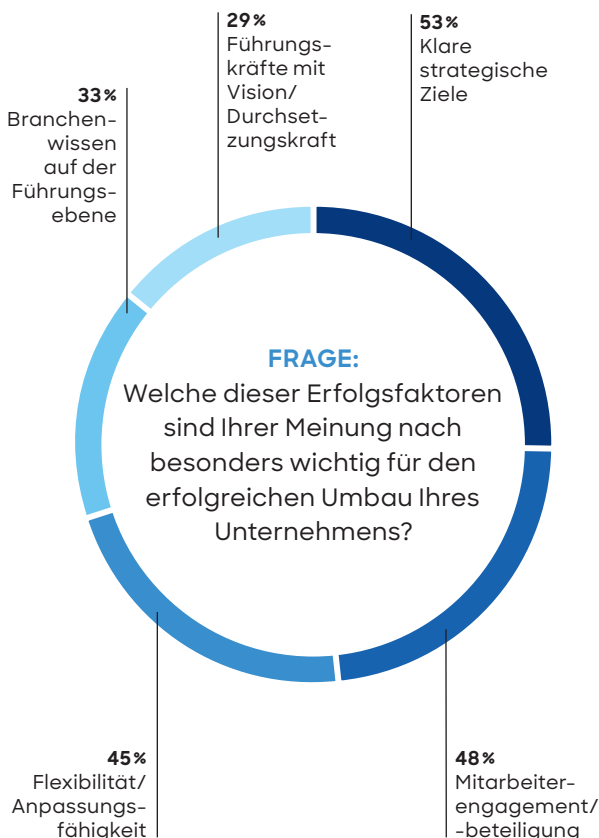 29%
Führungs-
kräfte mit
Vision/
Durchset-
zungskraft
53%
Klare
strategische
Ziele
33%
Branchen-
wissen
auf der
Führungs-
ebene
FRAGE:
Welche dieser Erfolgsfaktoren
sind Ihrer Meinung nach
besonders wichtig für den
erfolgreichen Umbau Ihres
Unternehmens?
45%
Flexibilität/
Anpassungs-
fähigkeit
48%
Mitarbeiter-
engagement/
-beteiligung